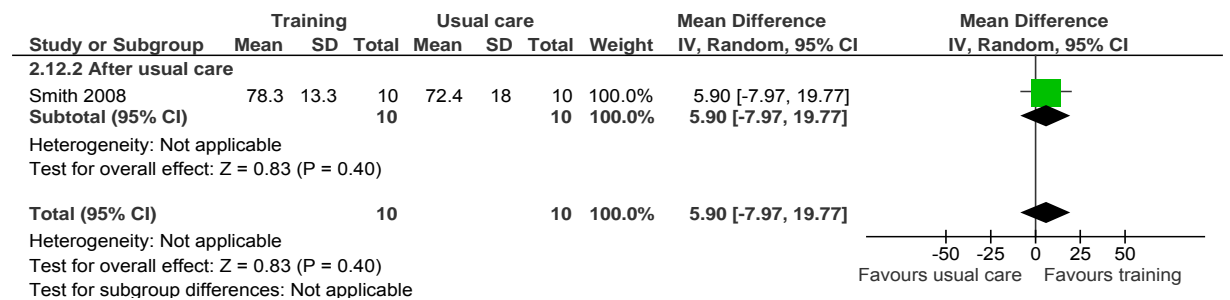 Training Usual care Mean Difference Mean Difference
Study or Subgroup Mean SD Total Mean SD Total Weight IV, Random, 95% CI IV, Random, 95% CI
2.12.2 After usual care
Smith 2008 78.3 13.3 10 72.4 18 10 100.0% 5.90 [-7.97, 19.77]
Subtotal (95% CI) 10 10 100.0% 5.90 [-7.97, 19.77]
Heterogeneity: Not applicable
Test for overall effect: Z = 0.83 (P = 0.40)
Total (95% CI) 10 10 100.0% 5.90 [-7.97, 19.77]
Heterogeneity: Not applicable
Test for overall effect: Z = 0.83 (P = 0.40)
Test for subgroup differences: Not applicable
-50 -25 0 25 50
Favours usual care Favours training